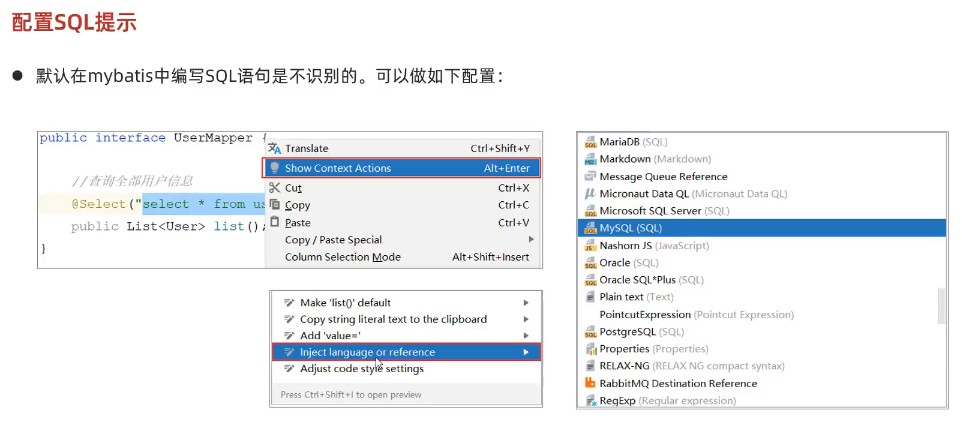 配置SQL提示
● 默认在mybatis中编写SQL语句是不识别的。可以做如下配置：
public interface UserMapper {
//查询全部用户信息
@Select("select * from us
public List<User> list();
}
Translate Ctrl+Shift+Y
Show Context Actions Alt+Enter
Cut Ctrl+X
Copy Ctrl+C
Paste Ctrl+V
Copy / Paste Special
Column Selection Mode Alt+Shift+Insert
Make 'list()' default
Copy string literal text to the clipboard
Add 'value='
Inject language or reference
Adjust code style settings
Press Ctrl+Shift+I to open preview
MariaDB (SQL)
Markdown (Markdown)
Message Queue Reference
Micronaut Data QL (Micronaut Data QL)
Microsoft SQL Server (SQL)
MySQL (SQL)
Nashorn JS (JavaScript)
Oracle (SQL)
Oracle SQL*Plus (SQL)
Plain text (Text)
PointcutExpression (Pointcut Expression)
PostgreSQL (SQL)
Properties (Properties)
RELAX-NG (RELAX NG compact syntax)
RabbitMQ Destination Reference
RegExp (Regular expression)